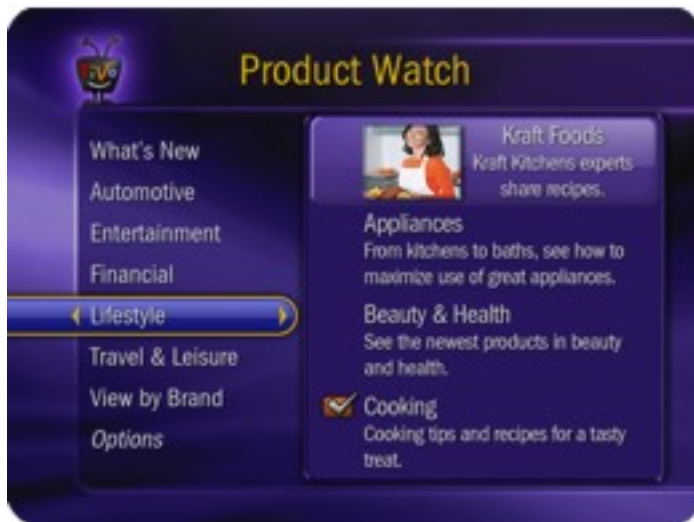 TiVo
Product Watch
What's New
Automotive
Entertainment
Financial
Lifestyle
Travel & Leisure
View by Brand
Options
Kraft Foods
Kraft Kitchens experts
share recipes.
Appliances
From kitchens to baths, see how to
maximize use of great appliances.
Beauty & Health
See the newest products in beauty
and health.
Cooking
Cooking tips and recipes for a tasty
treat.